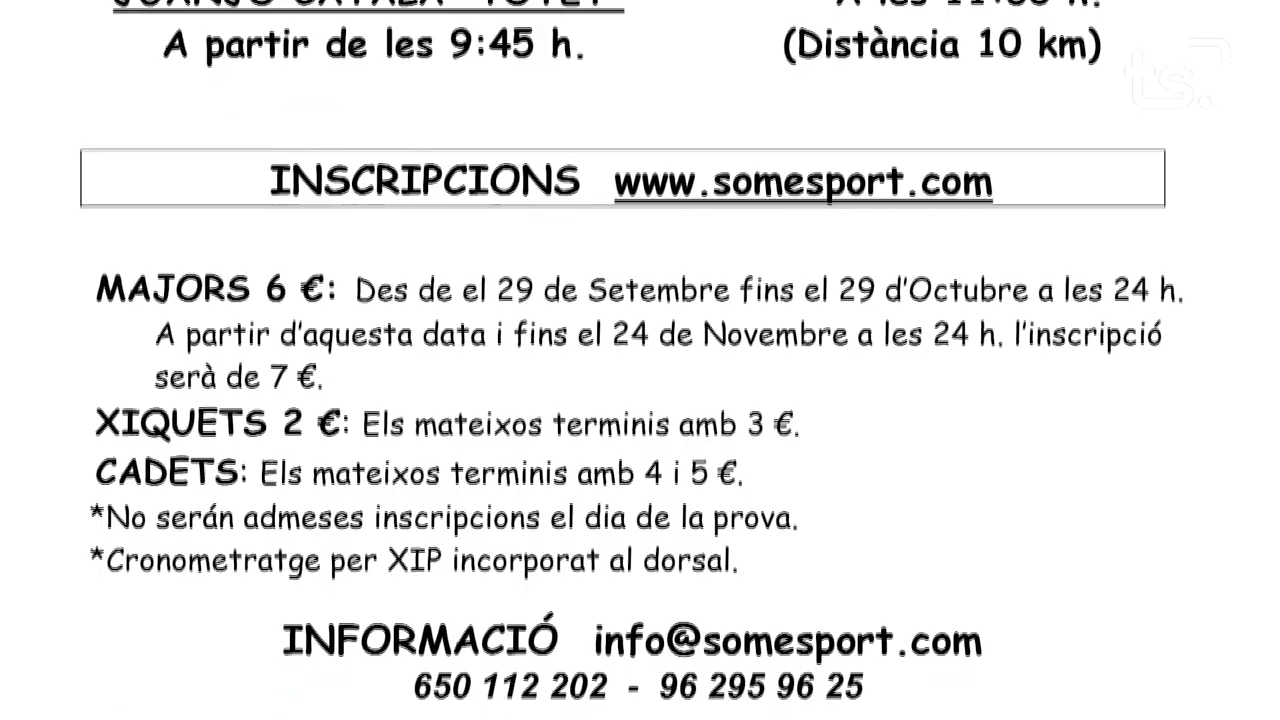 A partir de les 9:45 h.
(Distància 10 km)
ts.
INSCRIPCIONS www.somesport.com
MAJORS 6 €: Des de el 29 de Setembre fins el 29 d'Octubre a les 24 h.
A partir d'aquesta data i fins el 24 de Novembre a les 24 h. l'inscripció
serà de 7 €.
XIQUETS 2 €: Els mateixos terminis amb 3 €.
CADETS: Els mateixos terminis amb 4 i 5 €.
*No serán admeses inscripcions el dia de la prova.
*Cronometratge per XIP incorporat al dorsal.
INFORMACIÓ info@somesport.com
650 112 202 - 96 295 96 25